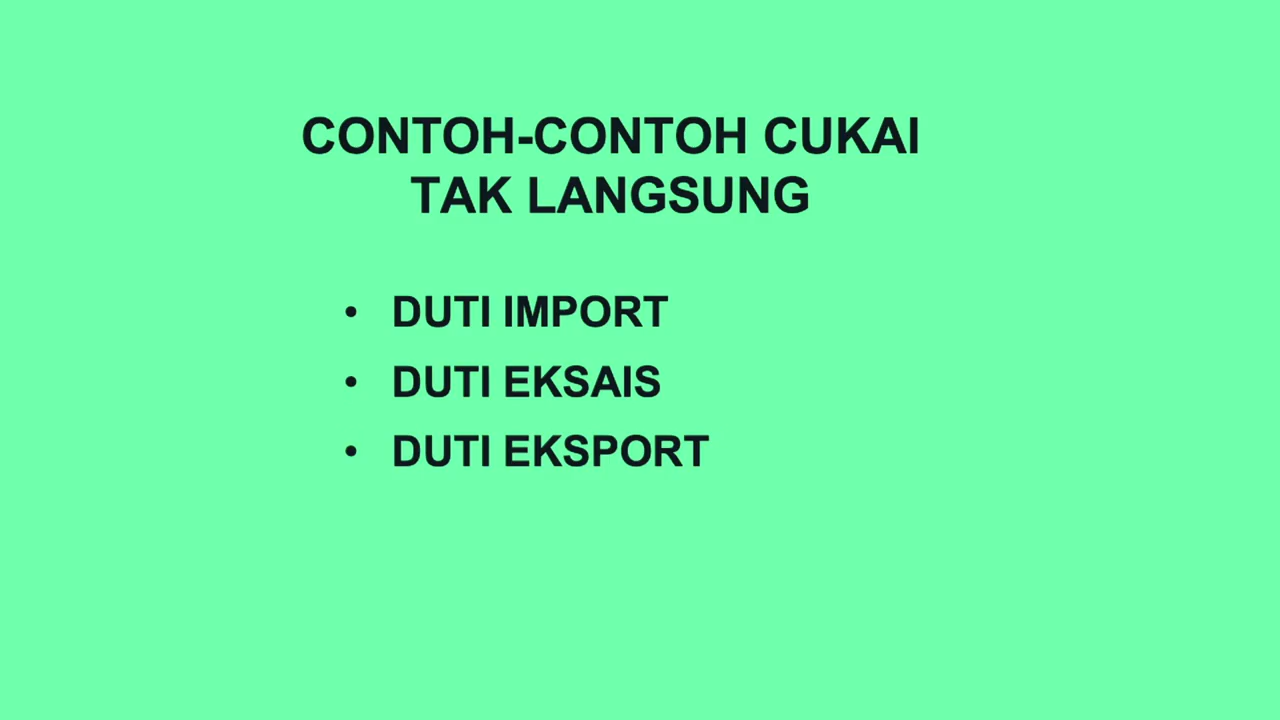 CONTOH-CONTOH CUKAI
TAK LANGSUNG
• DUTI IMPORT
• DUTI EKSAIS
• DUTI EKSPORT